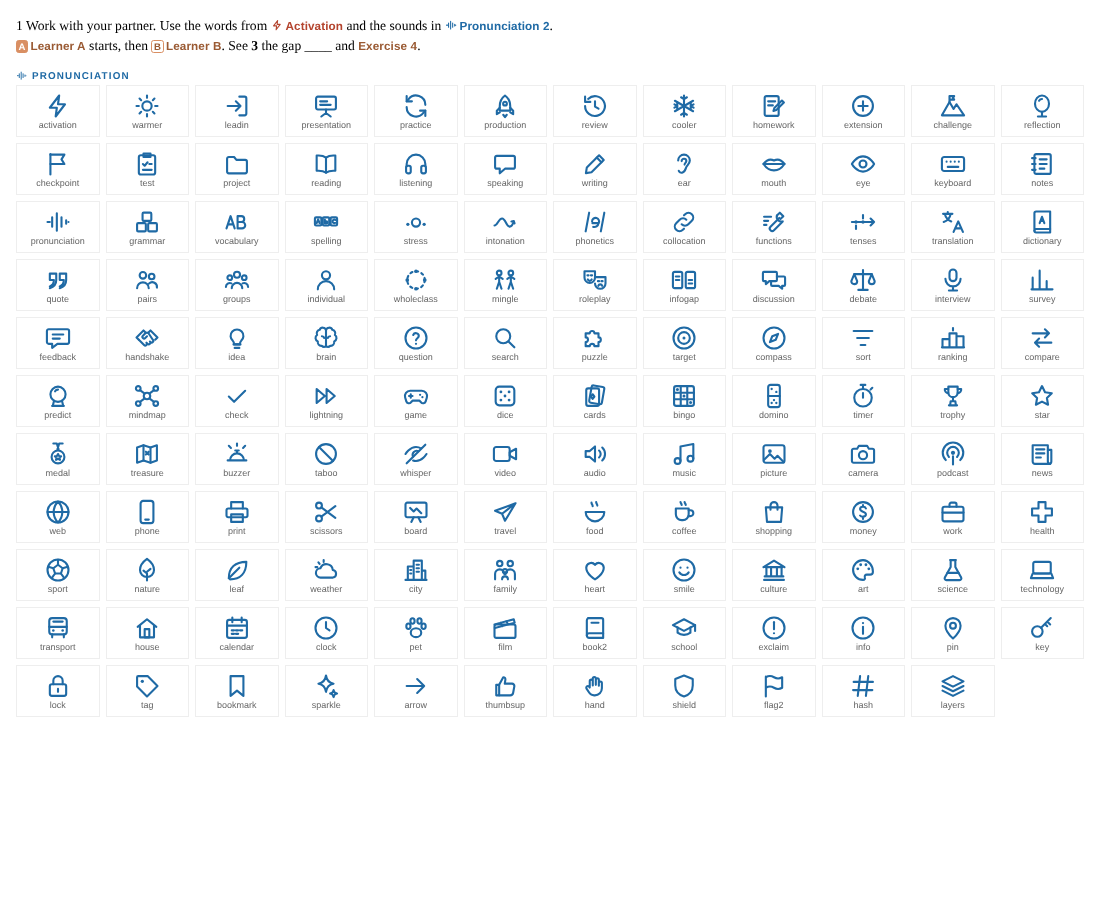 1 Work with your partner. Use the words from Activation and the sounds in Pronunciation 2.
A Learner A starts, then B Learner B. See 3 the gap ____ and Exercise 4.
PRONUNCIATION
activation warmer leadin presentation practice production review cooler homework extension challenge reflection
checkpoint test project reading listening speaking writing ear mouth eye keyboard notes
pronunciation grammar vocabulary spelling stress intonation phonetics collocation functions tenses translation dictionary
quote pairs groups individual wholeclass mingle roleplay infogap discussion debate interview survey
feedback handshake idea brain question search puzzle target compass sort ranking compare
predict mindmap check lightning game dice cards bingo domino timer trophy star
medal treasure buzzer taboo whisper video audio music picture camera podcast news
web phone print scissors board travel food coffee shopping money work health
sport nature leaf weather city family heart smile culture art science technology
transport house calendar clock pet film book2 school exclaim info pin key
lock tag bookmark sparkle arrow thumbsup hand shield flag2 hash layers